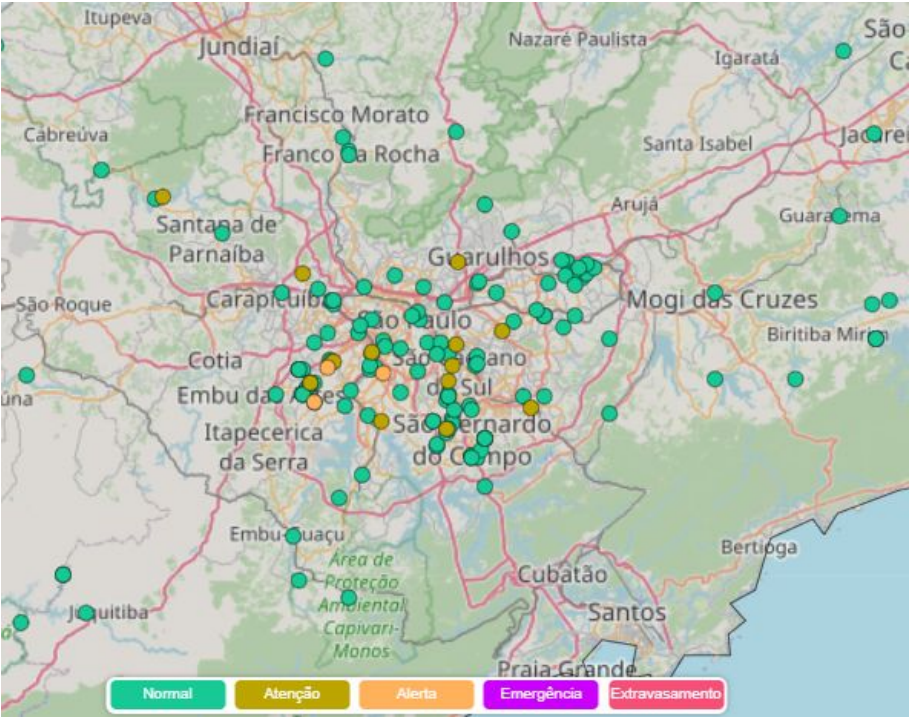 Itupeva
São
Jundiaí
Nazaré Paulista
Igaratá
Francisco Morato
Cabreúva
Santa Isabel
Jacareí
Franco da Rocha
Arujá
Guararema
Santana de
Parnaíba
Guarulhos
São Roque
Carapicuíba
Mogi das Cruzes
São Paulo
Biritiba Mirim
Cotia
São Caetano
do Sul
Embu das Artes
una
São Bernardo
do Campo
Itapecerica
da Serra
Embu-Guaçu
Bertioga
Área de
Proteção
Ambiental
Capivari-
Monos
Cubatão
Juquitiba
Santos
Praia Grande
Normal
Atenção
Alerta
Emergência
Extravasamento